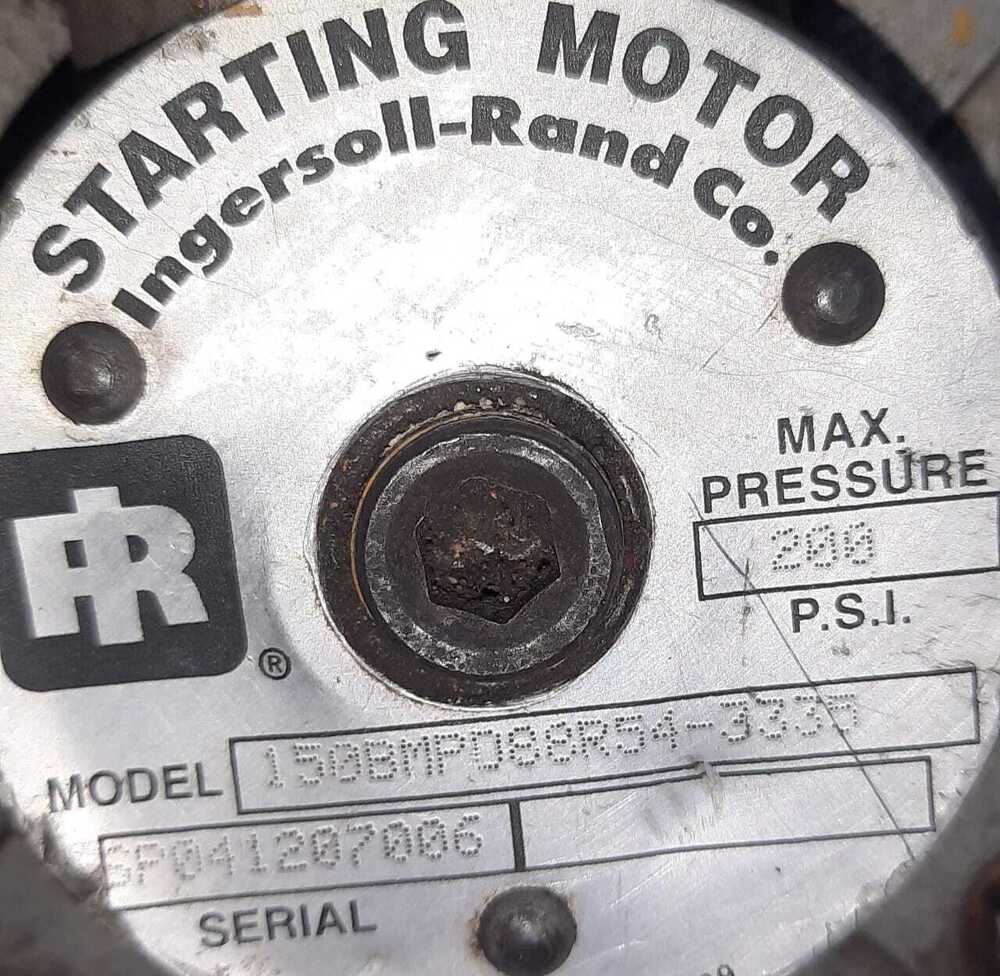 STARTING MOTOR
Ingersoll-Rand Co.
MAX.
PRESSURE
200
P.S.I.
IR
®
MODEL 150BMPD88R54-3335
SP041207006
SERIAL